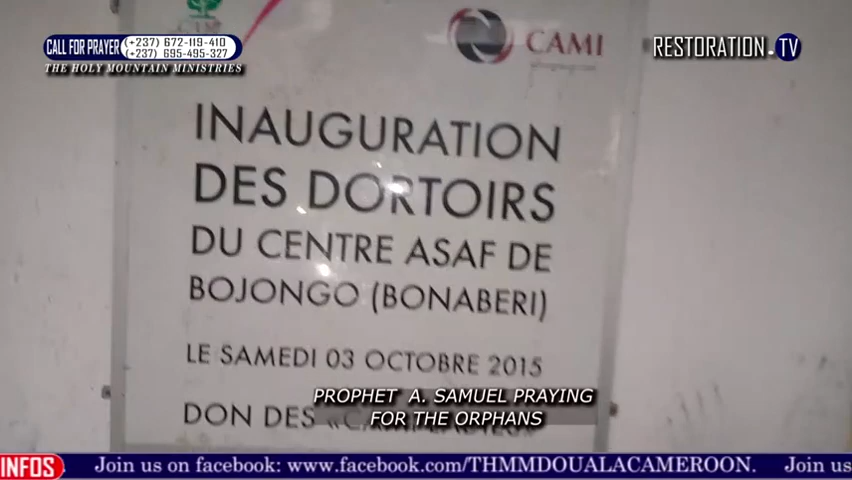 CALL FOR PRAYER (+237) 672-119-410
(+237) 695-495-327
THE HOLY MOUNTAIN MINISTRIES
CAMI
RESTORATION.TV
INAUGURATION
DES DORTOIRS
DU CENTRE ASAF DE
BOJONGO (BONABERI)
LE SAMEDI 03 OCTOBRE 2015
DON DES
PROPHET A. SAMUEL PRAYING
FOR THE ORPHANS
INFOS Join us on facebook: www.facebook.com/THMMDOUALACAMEROON. Join us